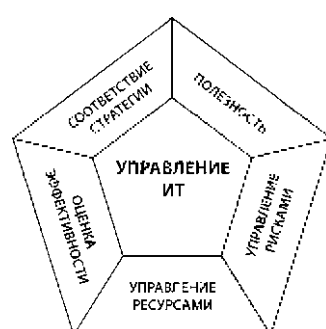 СООТВЕТСТВИЕ
СТРАТЕГИИ
ПОЛЕЗНОСТЬ
УПРАВЛЕНИЕ
ИТ
ОЦЕНКА
ЭФФЕКТИВНОСТИ
УПРАВЛЕНИЕ
РИСКАМИ
УПРАВЛЕНИЕ
РЕСУРСАМИ